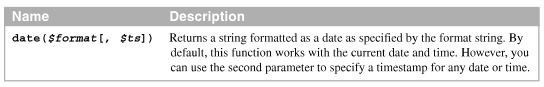 Name Description
date($format[, $ts]) Returns a string formatted as a date as specified by the format string. By
default, this function works with the current date and time. However, you
can use the second parameter to specify a timestamp for any date or time.